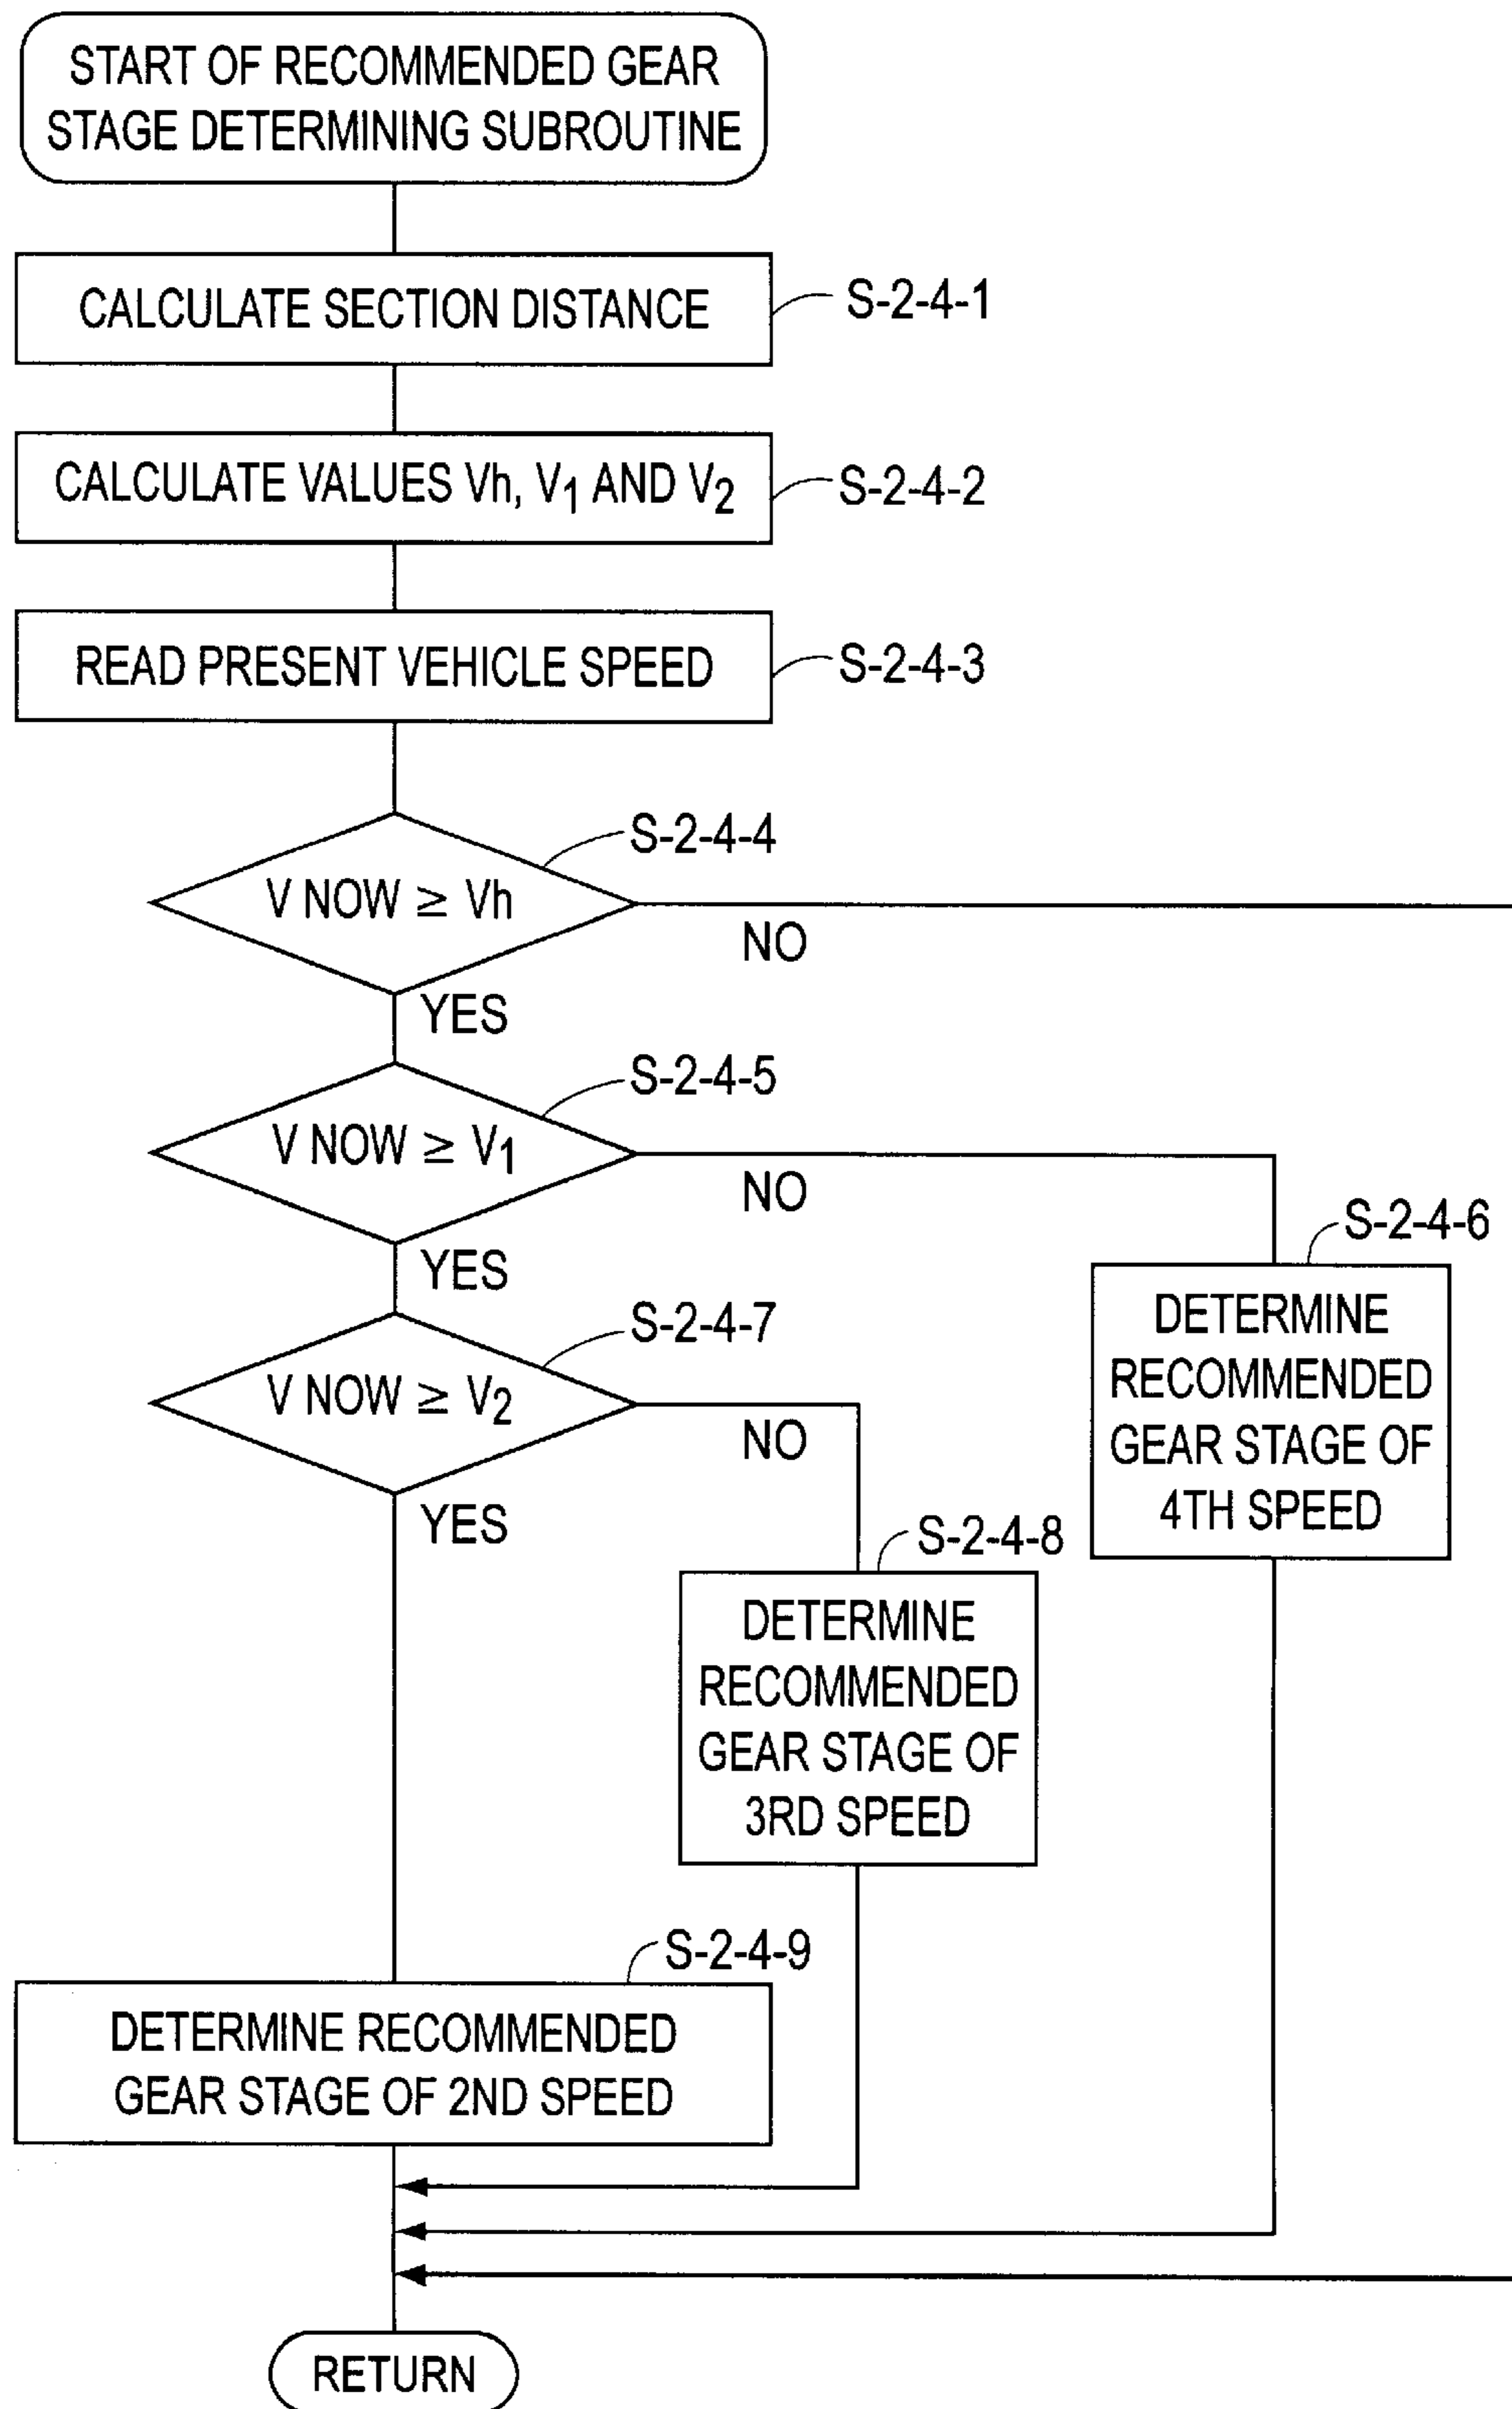 START OF RECOMMENDED GEAR
STAGE DETERMINING SUBROUTINE
CALCULATE SECTION DISTANCE
S-2-4-1
CALCULATE VALUES Vh, V1 AND V2
S-2-4-2
READ PRESENT VEHICLE SPEED
S-2-4-3
S-2-4-4
V NOW ≥ Vh
NO
YES
S-2-4-5
V NOW ≥ V1
NO
YES
S-2-4-6
DETERMINE
RECOMMENDED
GEAR STAGE OF
4TH SPEED
S-2-4-7
V NOW ≥ V2
NO
YES
S-2-4-8
DETERMINE
RECOMMENDED
GEAR STAGE OF
3RD SPEED
S-2-4-9
DETERMINE RECOMMENDED
GEAR STAGE OF 2ND SPEED
RETURN